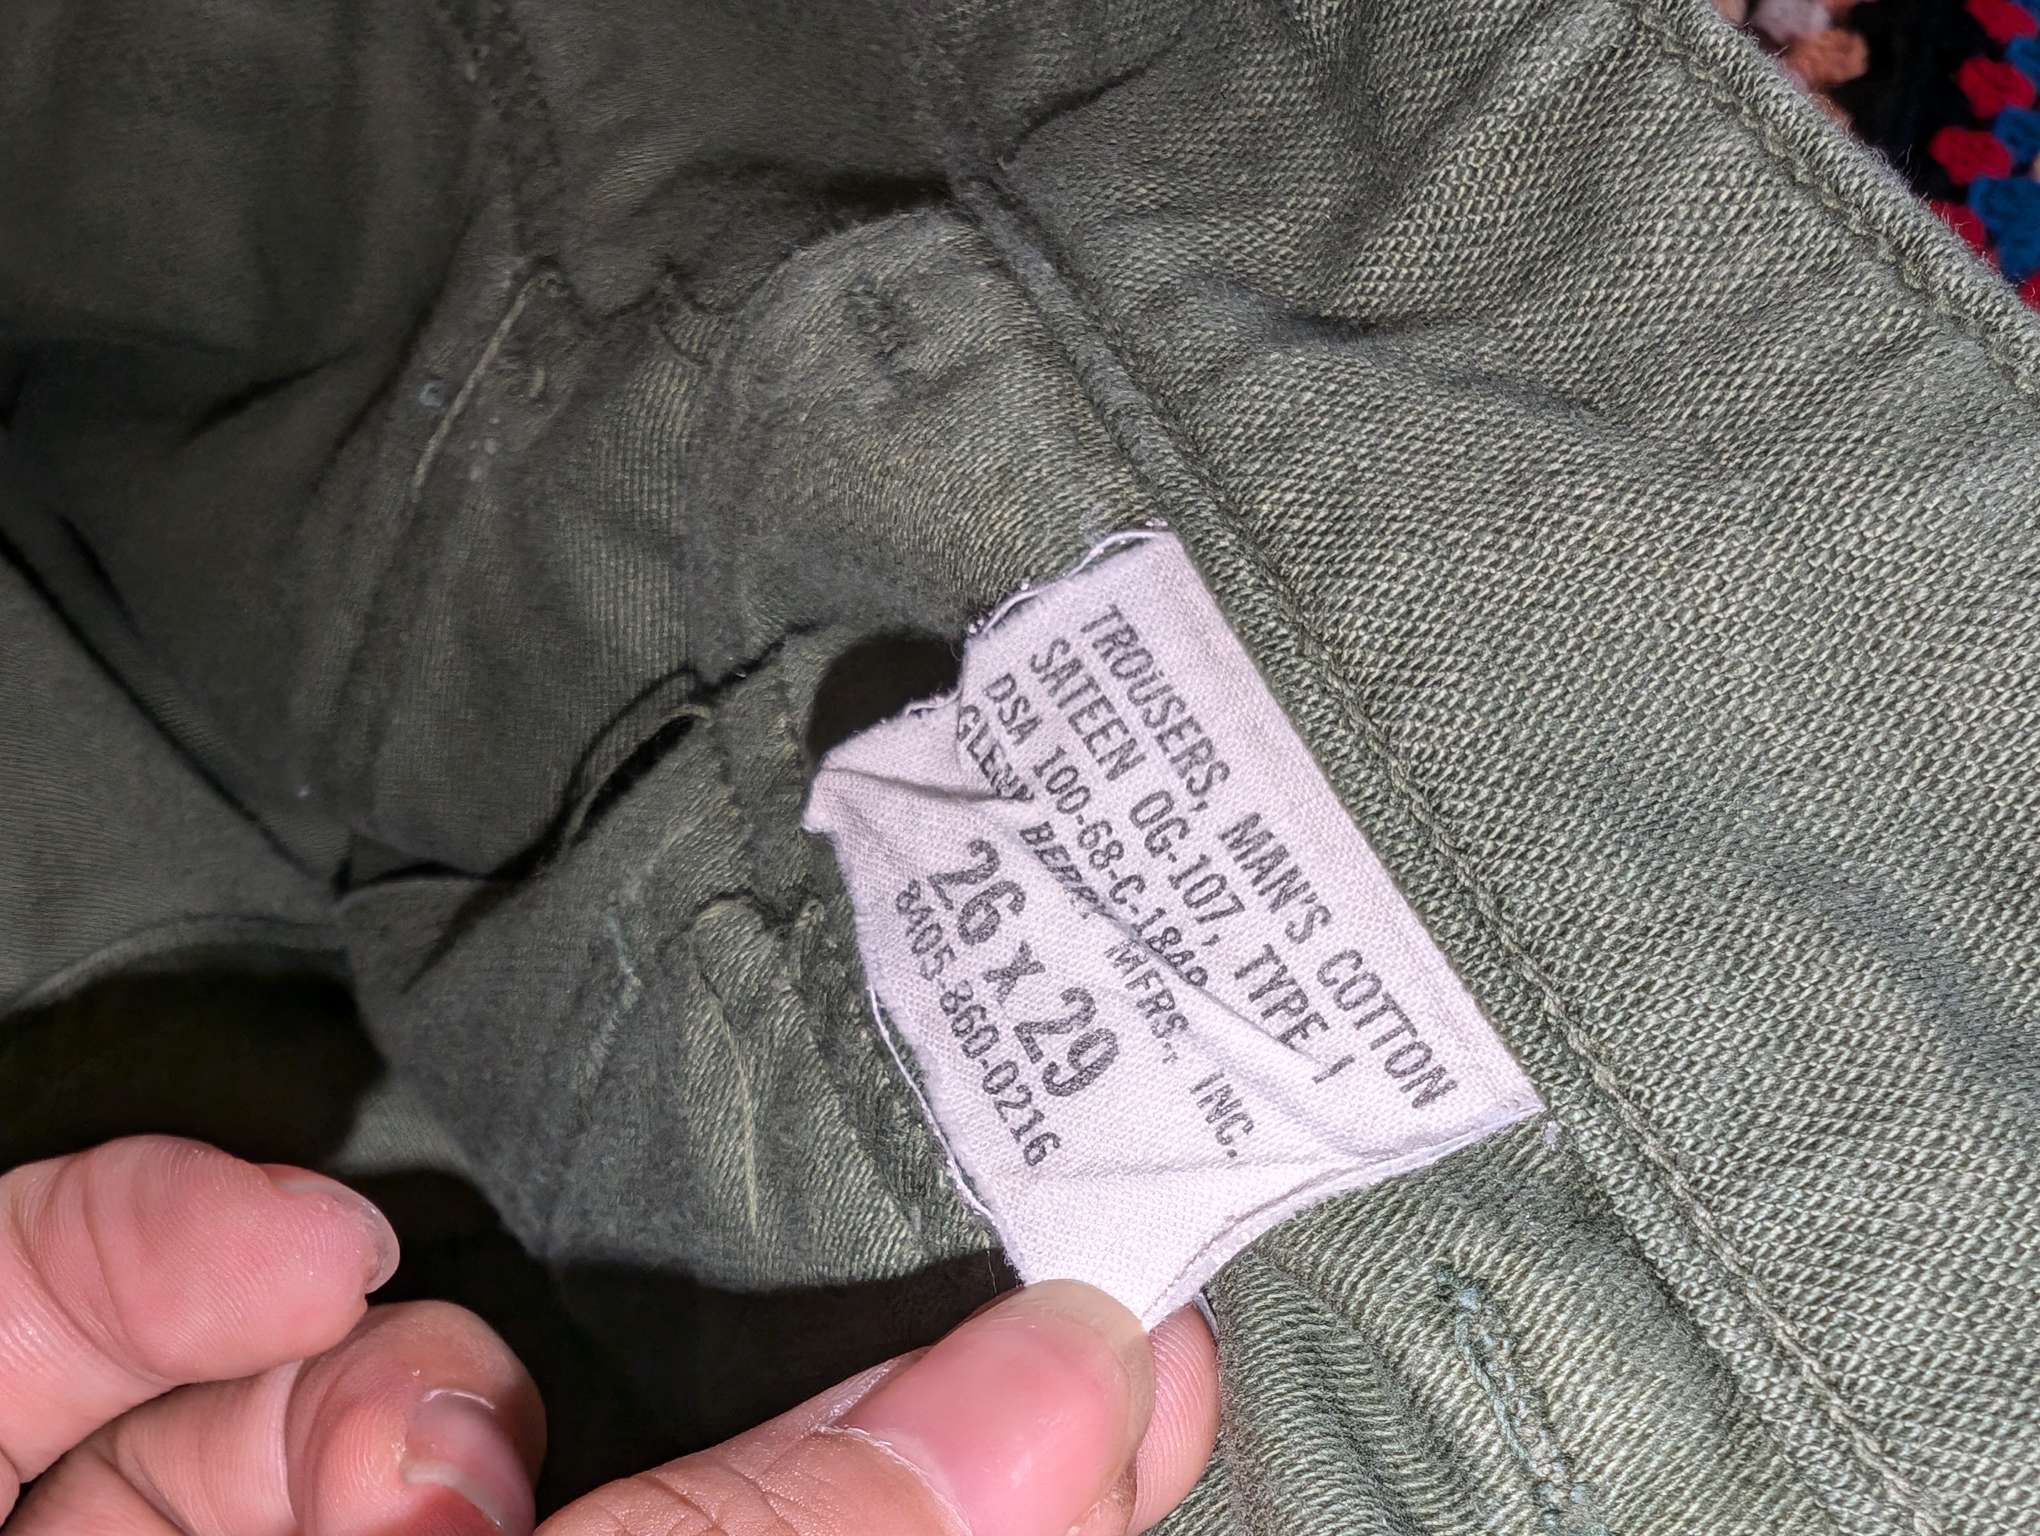 TROUSERS, MAN'S COTTON
SATEEN OG-107, TYPE I
DSA 100-68-C-1849
GLENN BERRY MFRS., INC.
26 X 29
8405-860-0216